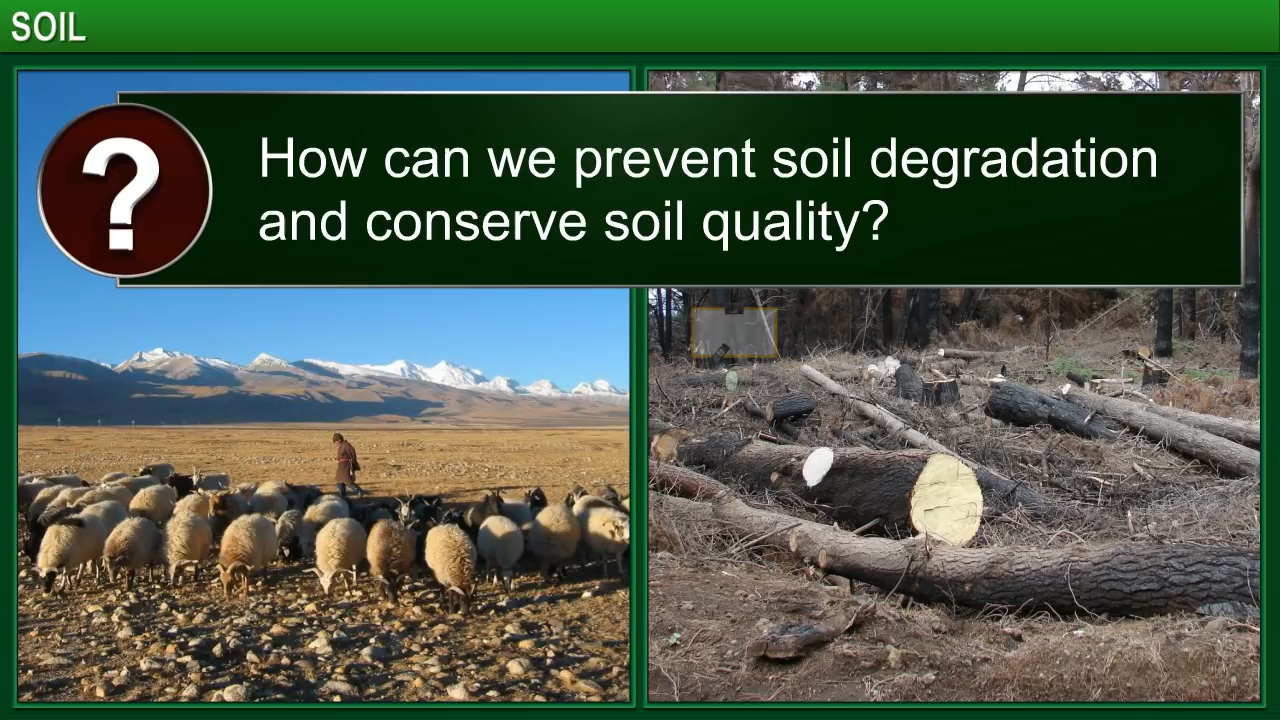 SOIL
?
How can we prevent soil degradation
and conserve soil quality?